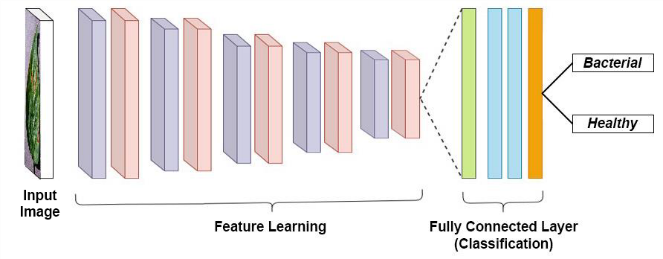 Bacterial
Healthy
Input
Image
Feature Learning
Fully Connected Layer
(Classification)